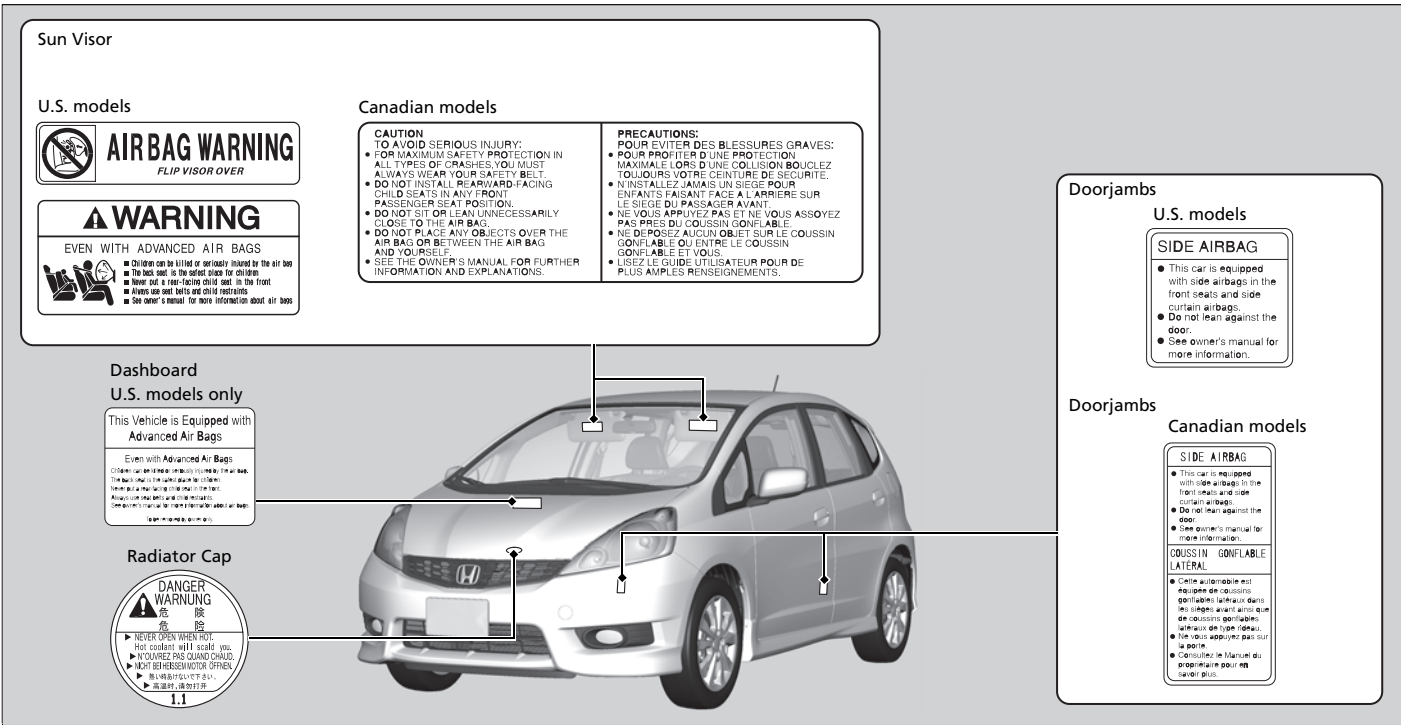 Sun Visor
U.S. models
AIRBAG WARNING
FLIP VISOR OVER
WARNING
EVEN WITH ADVANCED AIR BAGS
Children can be killed or seriously injured by the air bag
The back seat is the safest place for children
Never put a rear-facing child seat in the front
Always use seat belts and child restraints
See owner's manual for more information about air bags
Canadian models
CAUTION
TO AVOID SERIOUS INJURY:
• FOR MAXIMUM SAFETY PROTECTION IN
ALL TYPES OF CRASHES,YOU MUST
ALWAYS WEAR YOUR SAFETY BELT.
• DO NOT INSTALL REARWARD-FACING
CHILD SEATS IN ANY FRONT
PASSENGER SEAT POSITION.
• DO NOT SIT OR LEAN UNNECESSARILY
CLOSE TO THE AIR BAG.
• DO NOT PLACE ANY OBJECTS OVER THE
AIR BAG OR BETWEEN THE AIR BAG
AND YOURSELF.
• SEE THE OWNER'S MANUAL FOR FURTHER
INFORMATION AND EXPLANATIONS.
PRECAUTIONS:
POUR EVITER DES BLESSURES GRAVES:
• POUR PROFITER D'UNE PROTECTION
MAXIMALE LORS D'UNE COLLISION BOUCLEZ
TOUJOURS VOTRE CEINTURE DE SECURITE.
• N'INSTALLEZ JAMAIS UN SIEGE POUR
ENFANTS FAISANT FACE A L'ARRIERE SUR
LE SIEGE DU PASSAGER AVANT.
• NE VOUS APPUYEZ PAS ET NE VOUS ASSOYEZ
PAS PRES DU COUSSIN GONFLABLE.
• NE DEPOSEZ AUCUN OBJET SUR LE COUSSIN
GONFLABLE OU ENTRE LE COUSSIN
GONFLABLE ET VOUS.
• LISEZ LE GUIDE UTILISATEUR POUR DE
PLUS AMPLES RENSEIGNEMENTS.
Dashboard
U.S. models only
This Vehicle is Equipped with
Advanced Air Bags
Even with Advanced Air Bags
Children can be killed or seriously injured by the air bag.
The back seat is the safest place for children.
Never put a rear-facing child seat in the front.
Always use seat belts and child restraints.
See owner's manual for more information about air bags.
To be removed by owner only.
Radiator Cap
DANGER
WARNUNG
危 険
危 险
▶ NEVER OPEN WHEN HOT.
Hot coolant will scald you.
▶ N'OUVREZ PAS QUAND CHAUD.
▶ NICHT BEI HEISSEM MOTOR ÖFFNEN.
▶ 熱い時あけないで下さい.
▶ 高温时,请勿打开
1.1
Doorjambs
U.S. models
SIDE AIRBAG
• This car is equipped
with side airbags in the
front seats and side
curtain airbags.
• Do not lean against the
door.
• See owner's manual for
more information.
Doorjambs
Canadian models
SIDE AIRBAG
• This car is equipped
with side airbags in the
front seats and side
curtain airbags.
• Do not lean against the
door.
• See owner's manual for
more information.
COUSSIN GONFLABLE
LATÉRAL
• Cette automobile est
équipée de coussins
gonflables latéraux dans
les sièges avant ainsi que
de coussins gonflables
latéraux de type rideau.
• Ne vous appuyez pas sur
la porte.
• Consultez le Manuel du
propriétaire pour en
savoir plus.